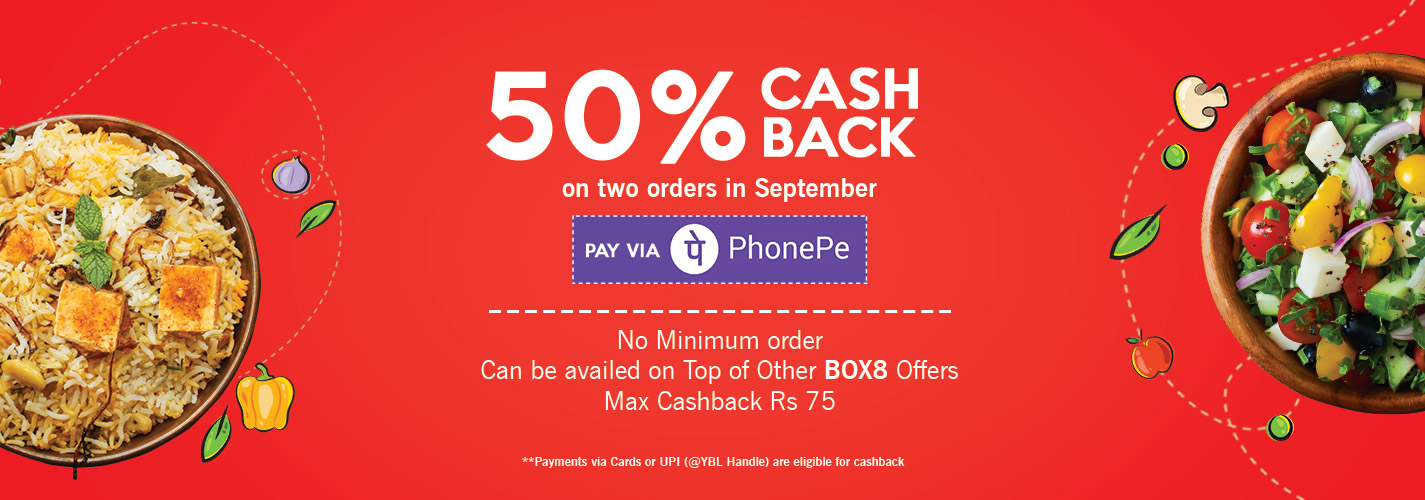 50% CASH
BACK
on two orders in September
PAY VIA पे PhonePe
No Minimum order
Can be availed on Top of Other BOX8 Offers
Max Cashback Rs 75
**Payments via Cards or UPI (@YBL Handle) are eligible for cashback